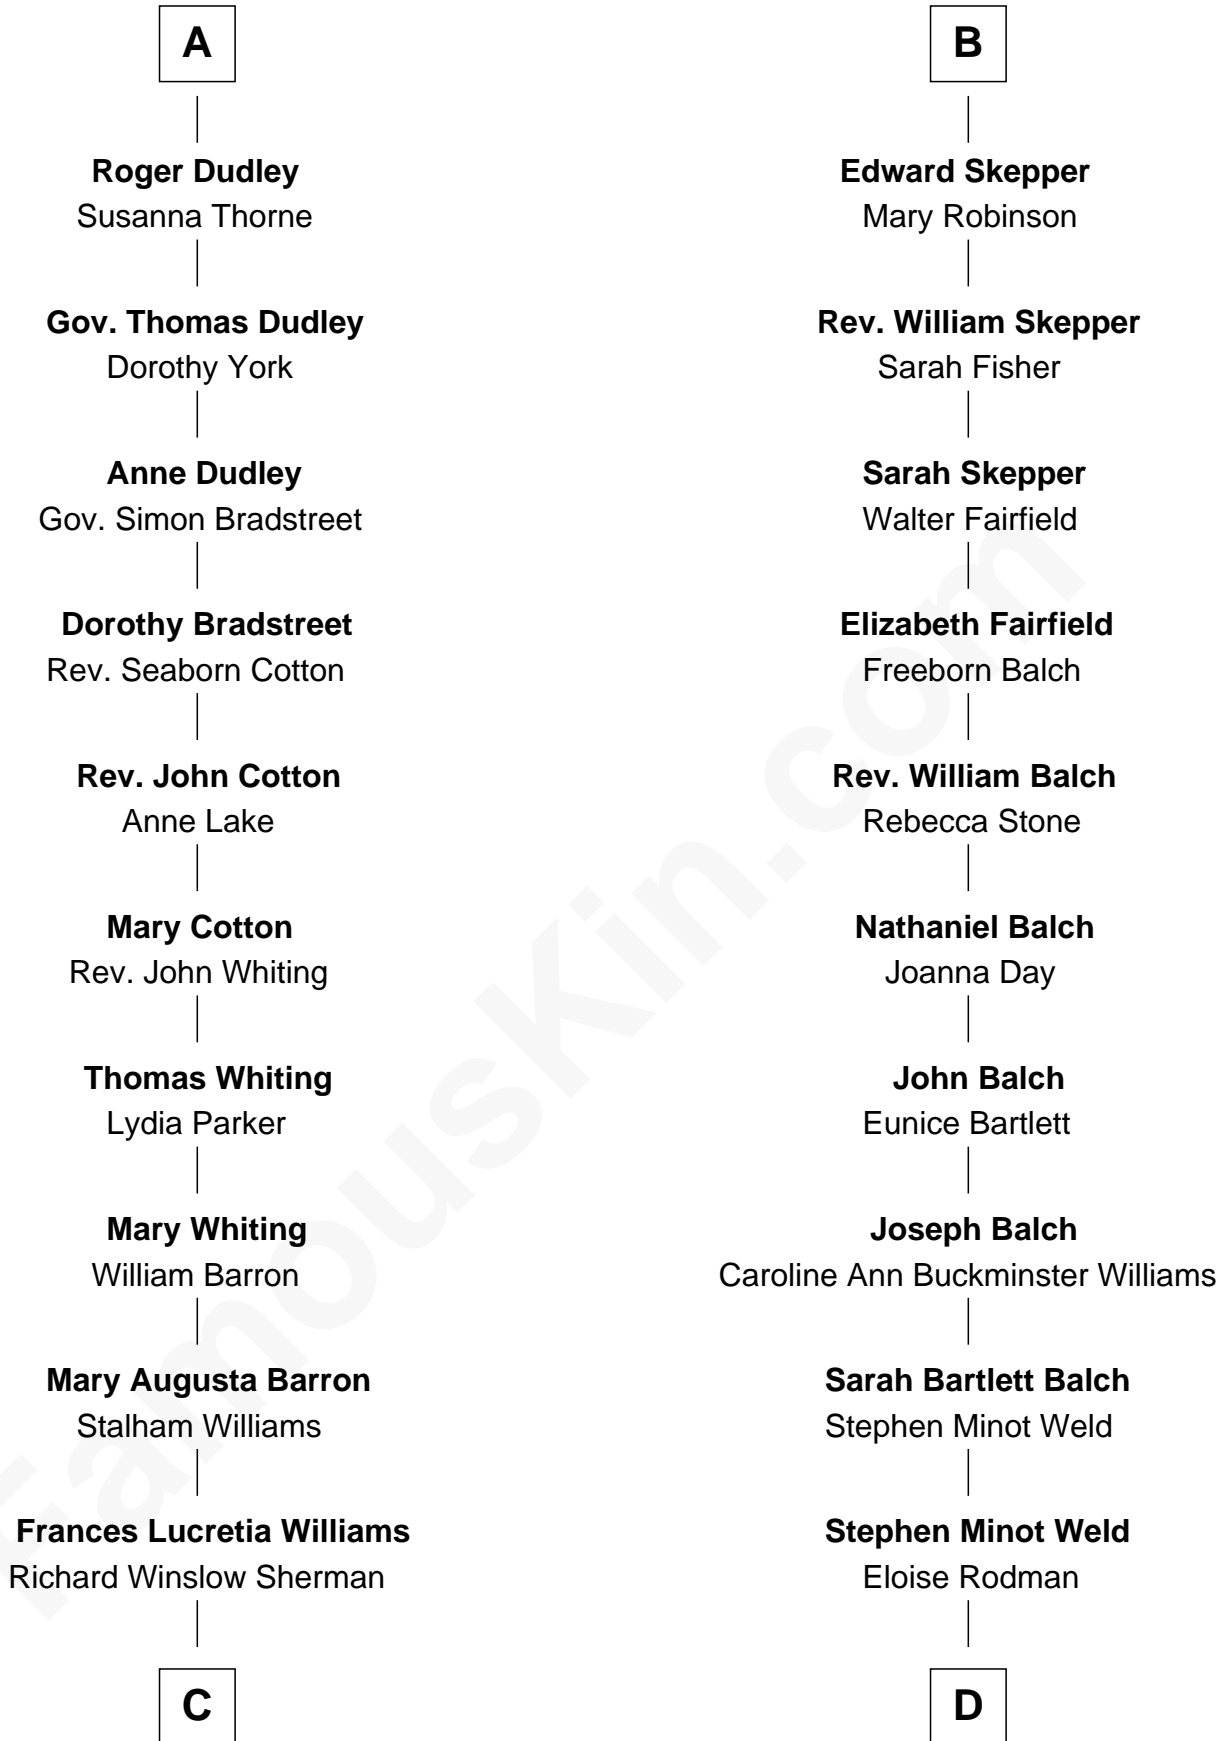 A
Roger Dudley
Susanna Thorne
Gov. Thomas Dudley
Dorothy York
Anne Dudley
Gov. Simon Bradstreet
Dorothy Bradstreet
Rev. Seaborn Cotton
Rev. John Cotton
Anne Lake
Mary Cotton
Rev. John Whiting
Thomas Whiting
Lydia Parker
Mary Whiting
William Barron
Mary Augusta Barron
Stalham Williams
Frances Lucretia Williams
Richard Winslow Sherman
C
B
Edward Skepper
Mary Robinson
Rev. William Skepper
Sarah Fisher
Sarah Skepper
Walter Fairfield
Elizabeth Fairfield
Freeborn Balch
Rev. William Balch
Rebecca Stone
Nathaniel Balch
Joanna Day
John Balch
Eunice Bartlett
Joseph Balch
Caroline Ann Buckminster Williams
Sarah Bartlett Balch
Stephen Minot Weld
Stephen Minot Weld
Eloise Rodman
D
FamousKin.com